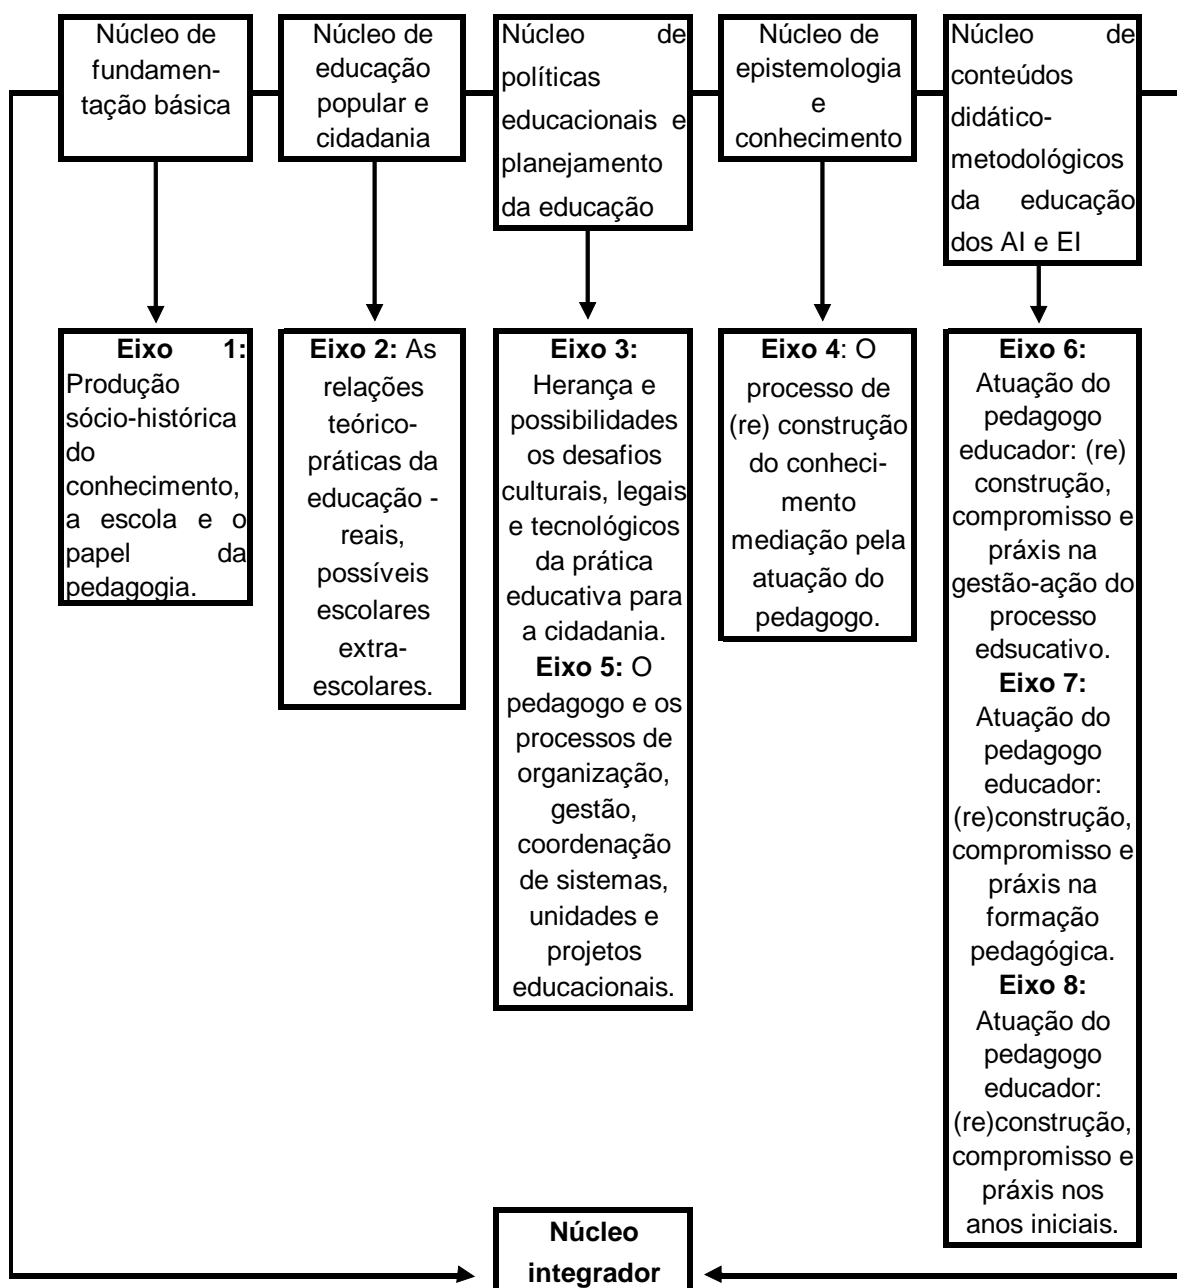 Núcleo de
fundamen-
tação básica
Núcleo de
educação
popular e
cidadania
Núcleo de
políticas
educacionais e
planejamento
da educação
Núcleo de
epistemologia
e
conhecimento
Núcleo de
conteúdos
didático-
metodológicos
da educação
dos AI e EI
Eixo 1:
Produção
sócio-histórica
do
conhecimento,
a escola e o
papel da
pedagogia.
Eixo 2: As
relações
teórico-
práticas da
educação -
reais,
possíveis
escolares
extra-
escolares.
Eixo 3:
Herança e
possibilidades
os desafios
culturais, legais
e tecnológicos
da prática
educativa para
a cidadania.
Eixo 5: O
pedagogo e os
processos de
organização,
gestão,
coordenação
de sistemas,
unidades e
projetos
educacionais.
Eixo 4: O
processo de
(re) construção
do conheci-
mento
mediação pela
atuação do
pedagogo.
Eixo 6:
Atuação do
pedagogo
educador: (re)
construção,
compromisso e
práxis na
gestão-ação do
processo
edsucativo.
Eixo 7:
Atuação do
pedagogo
educador:
(re)construção,
compromisso e
práxis na
formação
pedagógica.
Eixo 8:
Atuação do
pedagogo
educador:
(re)construção,
compromisso e
práxis nos
anos iniciais.
Núcleo
integrador